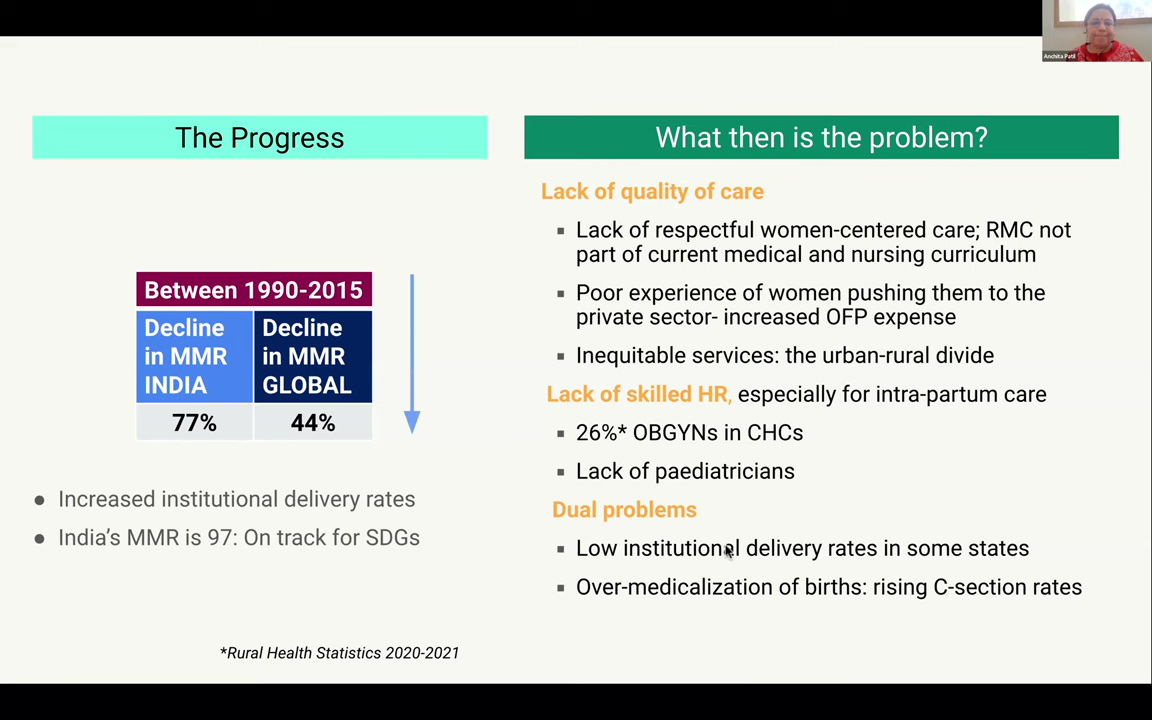 Anchita Patil
The Progress
Between 1990-2015
Decline
in MMR
INDIA
Decline
in MMR
GLOBAL
77%
44%
● Increased institutional delivery rates
● India's MMR is 97: On track for SDGs
*Rural Health Statistics 2020-2021
What then is the problem?
Lack of quality of care
▪ Lack of respectful women-centered care; RMC not
part of current medical and nursing curriculum
▪ Poor experience of women pushing them to the
private sector- increased OFP expense
▪ Inequitable services: the urban-rural divide
Lack of skilled HR, especially for intra-partum care
▪ 26%* OBGYNs in CHCs
▪ Lack of paediatricians
Dual problems
▪ Low institutional delivery rates in some states
▪ Over-medicalization of births: rising C-section rates